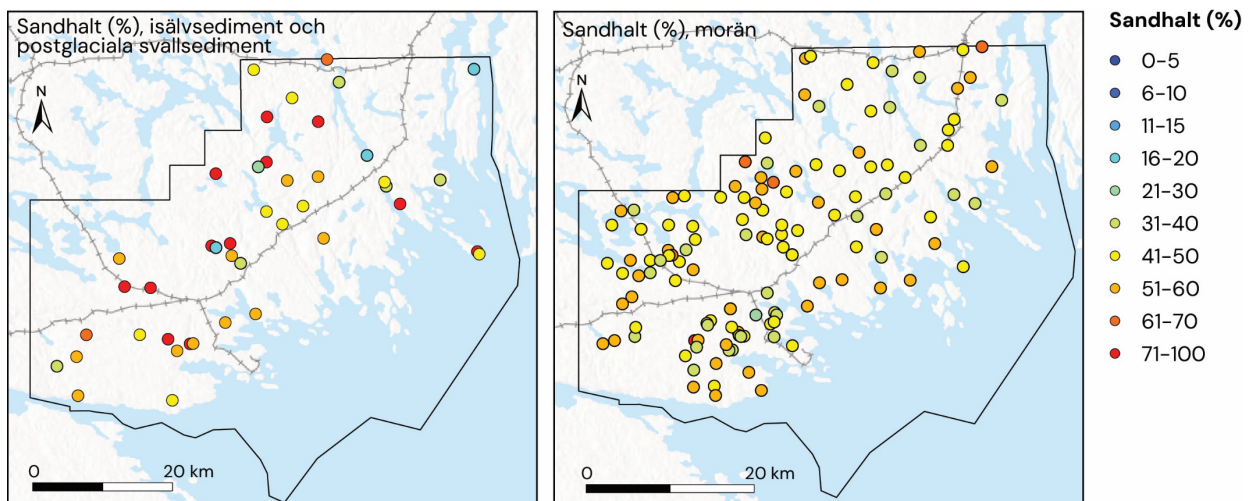 Sandhalt (%), isälvsediment och
postglaciala svallsediment
N
0 20 km
Sandhalt (%), morän
N
0 20 km
Sandhalt (%)
0–5
6–10
11–15
16–20
21–30
31–40
41–50
51–60
61–70
71–100